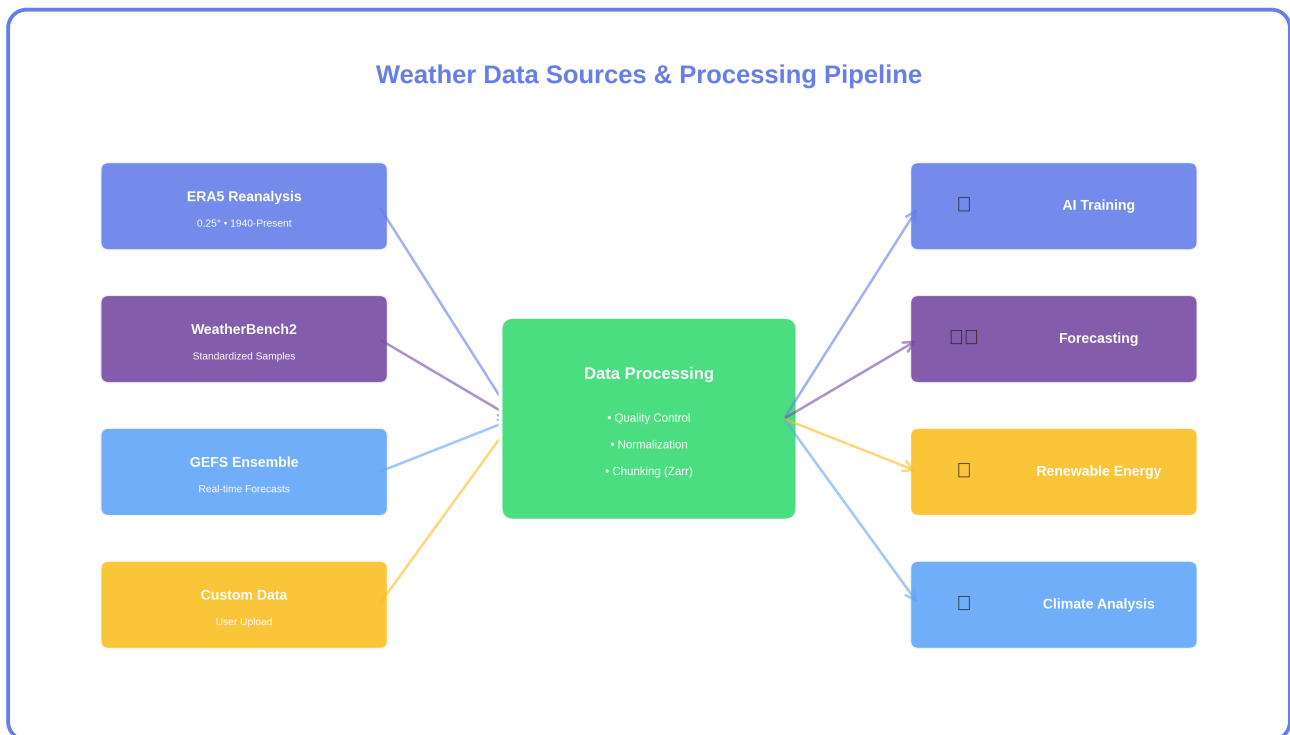 Weather Data Sources & Processing Pipeline
ERA5 Reanalysis
0.25° • 1940-Present
WeatherBench2
Standardized Samples
GEFS Ensemble
Real-time Forecasts
Custom Data
User Upload
Data Processing
• Quality Control
• Normalization
• Chunking (Zarr)
AI Training
Forecasting
Renewable Energy
Climate Analysis